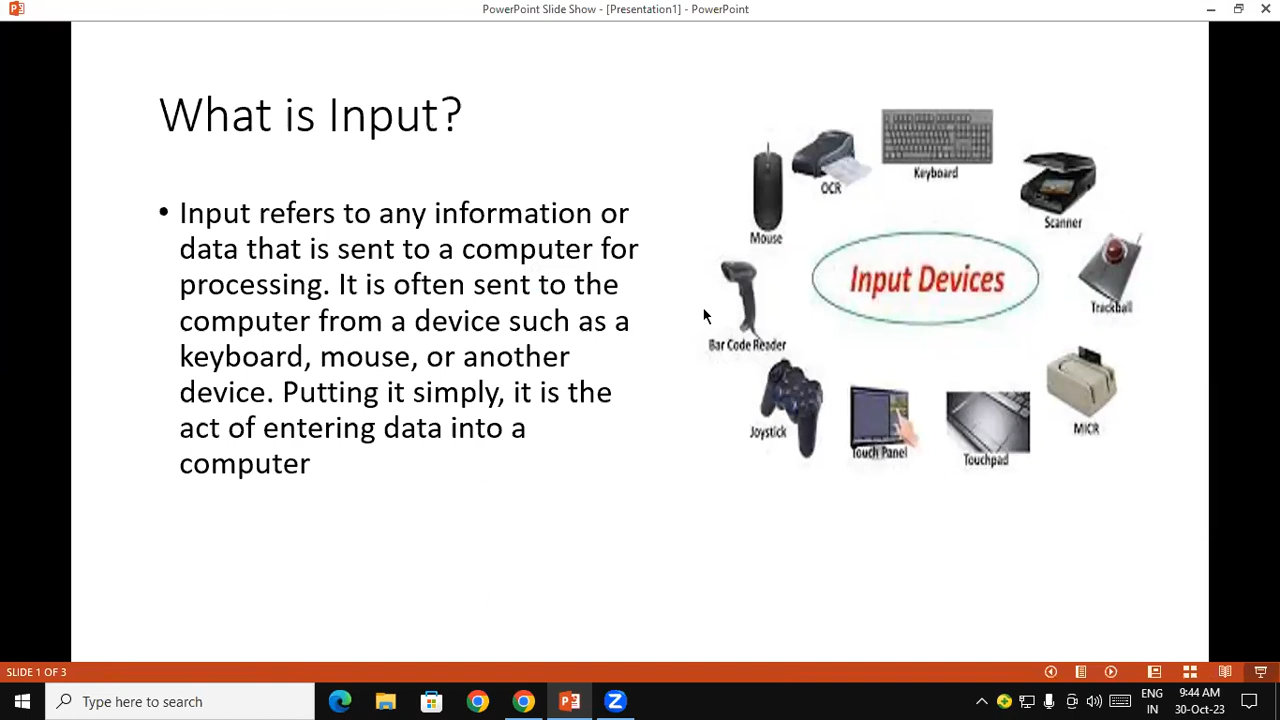 PowerPoint Slide Show - [Presentation1] - PowerPoint
What is Input?
• Input refers to any information or
data that is sent to a computer for
processing. It is often sent to the
computer from a device such as a
keyboard, mouse, or another
device. Putting it simply, it is the
act of entering data into a
computer
Keyboard
OCR
Scanner
Mouse
Input Devices
Trackball
Bar Code Reader
MICR
Joystick
Touch Panel
Touchpad
SLIDE 1 OF 3
Type here to search
ENG
IN
9:44 AM
30-Oct-23